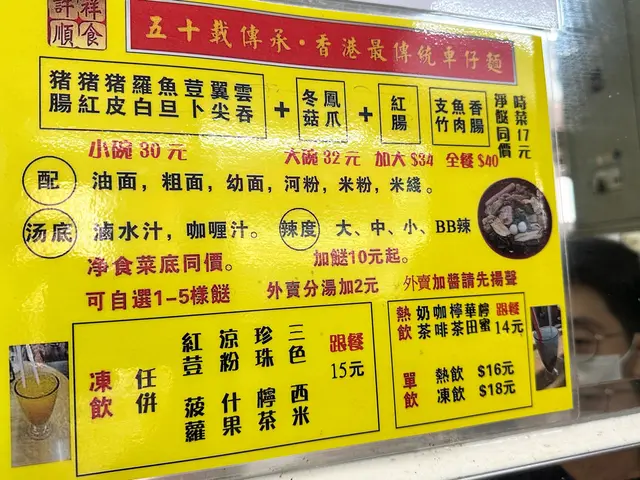 許祥
順食
五十載傳承·香港最傳統車仔麵
猪腸 猪紅 猪皮 羅白 魚旦 荳卜 翼尖 雲吞 + 冬菇 鳳爪 + 紅腸 支竹 魚肉 香腸
時菜17元
淨餸同價
小碗30元 大碗32元 加大$34 全餐$40
配 油面，粗面，幼面，河粉，米粉，米綫。
汤底 滷水汁，咖喱汁。 辣度 大、中、小、BB辣
净食菜底同價。 加餸10元起。
可自選1-5樣餸 外賣分湯加2元 外賣加醬請先揚聲
凍飲 任併
紅荳 涼粉 珍珠 三色
菠蘿 什果 檸茶 西米
跟餐 15元
熱飲 奶茶 咖啡 檸茶 華田 檸蜜 跟餐 14元
單飲 熱飲 $16元
凍飲 $18元